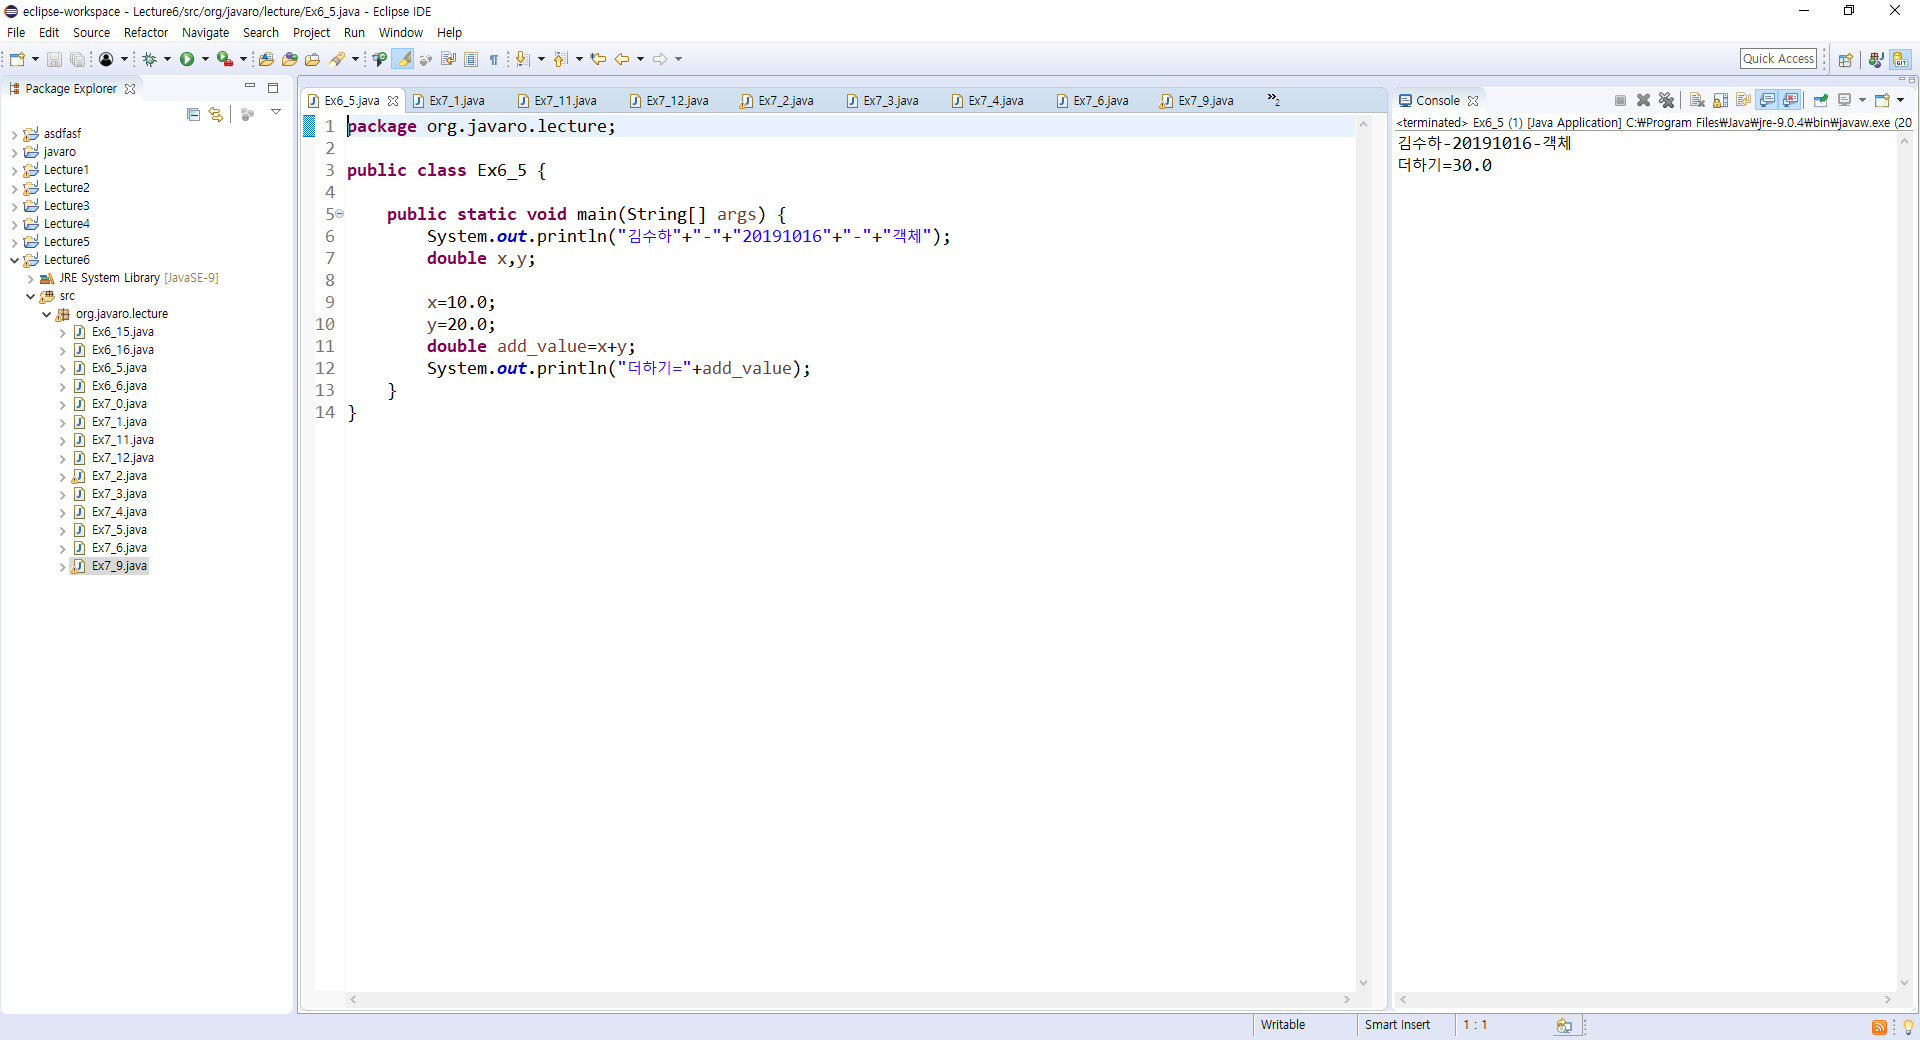 eclipse-workspace - Lecture6/src/org/javaro/lecture/Ex6_5.java - Eclipse IDE
File Edit Source Refactor Navigate Search Project Run Window Help
Quick Access
Package Explorer
asdfasf
javaro
Lecture1
Lecture2
Lecture3
Lecture4
Lecture5
Lecture6
JRE System Library [JavaSE-9]
src
org.javaro.lecture
Ex6_15.java
Ex6_16.java
Ex6_5.java
Ex6_6.java
Ex7_0.java
Ex7_1.java
Ex7_11.java
Ex7_12.java
Ex7_2.java
Ex7_3.java
Ex7_4.java
Ex7_5.java
Ex7_6.java
Ex7_9.java
Ex6_5.java Ex7_1.java Ex7_11.java Ex7_12.java Ex7_2.java Ex7_3.java Ex7_4.java Ex7_6.java Ex7_9.java »2
1 package org.javaro.lecture;
2
3 public class Ex6_5 {
4
5     public static void main(String[] args) {
6         System.out.println("김수하"+"-"+"20191016"+"-"+"객체");
7         double x,y;
8
9         x=10.0;
10         y=20.0;
11         double add_value=x+y;
12         System.out.println("더하기="+add_value);
13     }
14 }
Console
<terminated> Ex6_5 (1) [Java Application] C:￦Program Files￦Java￦jre-9.0.4￦bin￦javaw.exe (20
김수하-20191016-객체
더하기=30.0
Writable Smart Insert 1 : 1